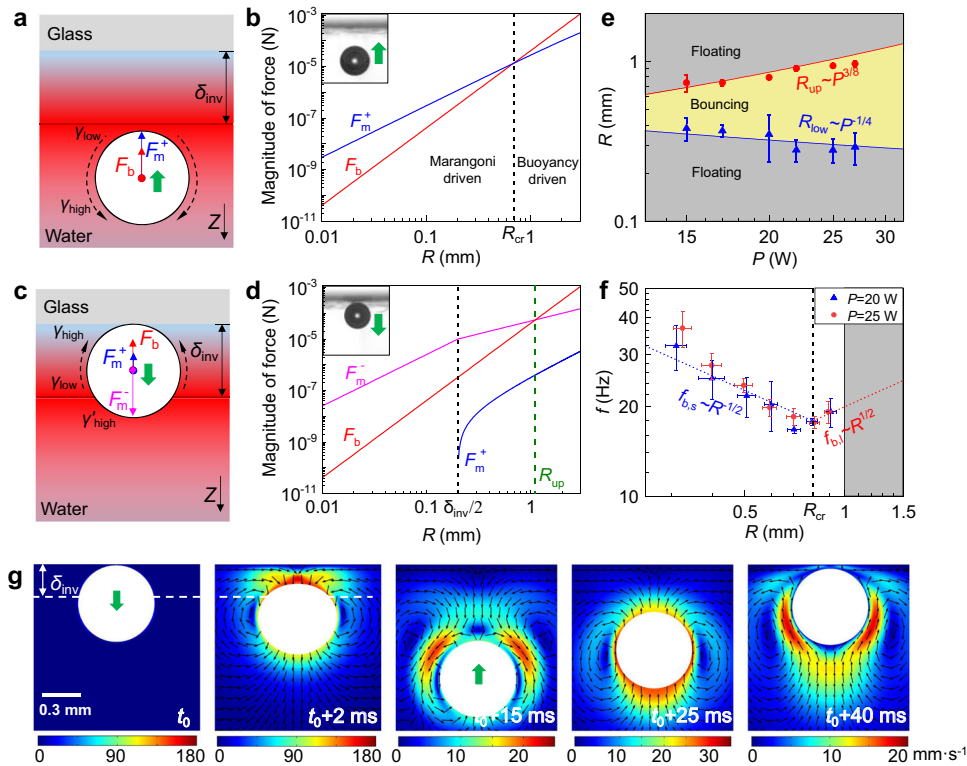 a
Glass
δinv
γlow
Fm+
Fb
γhigh
Water
Z
b
Magnitude of force (N)
10-3
10-5
10-7
10-9
10-11
Fm+
Fb
Marangoni
driven
Buoyancy
driven
0.01
0.1
Rcr
1
R (mm)
e
R (mm)
1
0.1
Floating
Rup~P3/8
Bouncing
Rlow~P-1/4
Floating
15
20
25
30
P (W)
c
Glass
γhigh
Fb
Fm+
δinv
γlow
Fm-
γ'high
Water
Z
d
Magnitude of force (N)
10-3
10-5
10-7
10-9
10-11
Fm-
Fb
Fm+
Rup
0.01
0.1
δinv/2
1
R (mm)
f
f (Hz)
50
40
30
20
10
P=20 W
P=25 W
fb,s~R-1/2
fb,l~R1/2
0.5
Rcr
1
1.5
R (mm)
g
δinv
0.3 mm
t0
t0+2 ms
t0+15 ms
t0+25 ms
t0+40 ms
0 90 180
0 90 180
0 10 20
0 10 20 30
0 10 20 mm·s-1